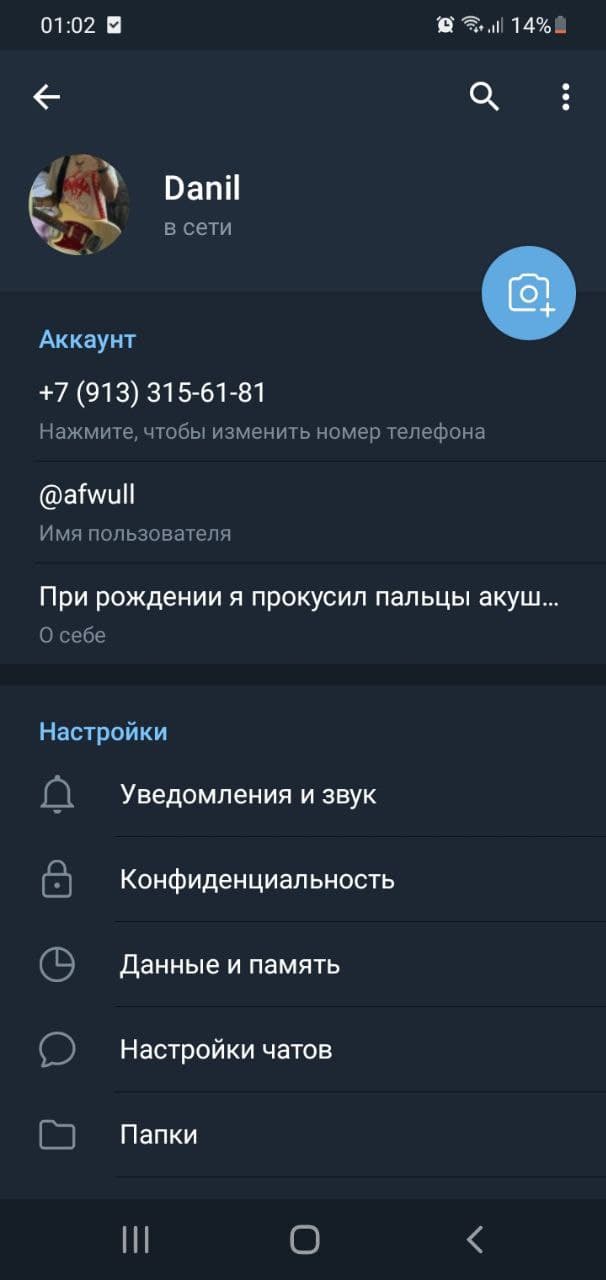 01:02
14%
Danil
в сети
Аккаунт
+7 (913) 315-61-81
Нажмите, чтобы изменить номер телефона
@afwull
Имя пользователя
При рождении я прокусил пальцы акуш...
О себе
Настройки
Уведомления и звук
Конфиденциальность
Данные и память
Настройки чатов
Папки